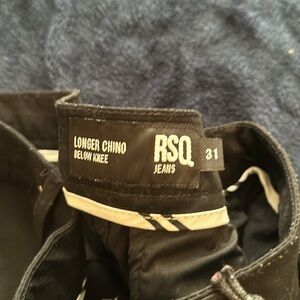 LONGER CHINO
BELOW KNEE
RSQ
JEANS
31